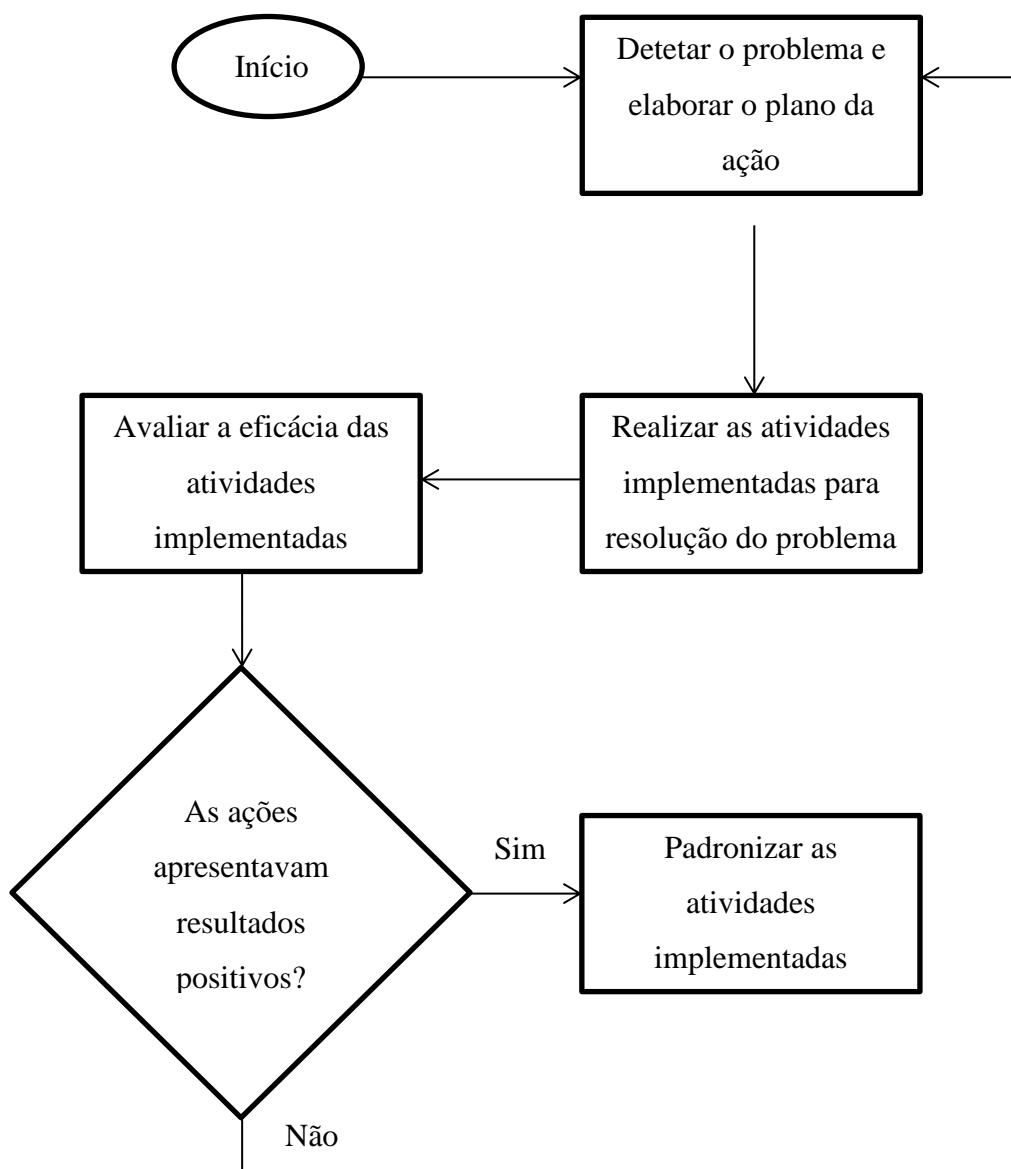 Início
Detetar o problema e
elaborar o plano da
ação
Realizar as atividades
implementadas para
resolução do problema
Avaliar a eficácia das
atividades
implementadas
As ações
apresentavam
resultados
positivos?
Sim
Padronizar as
atividades
implementadas
Não